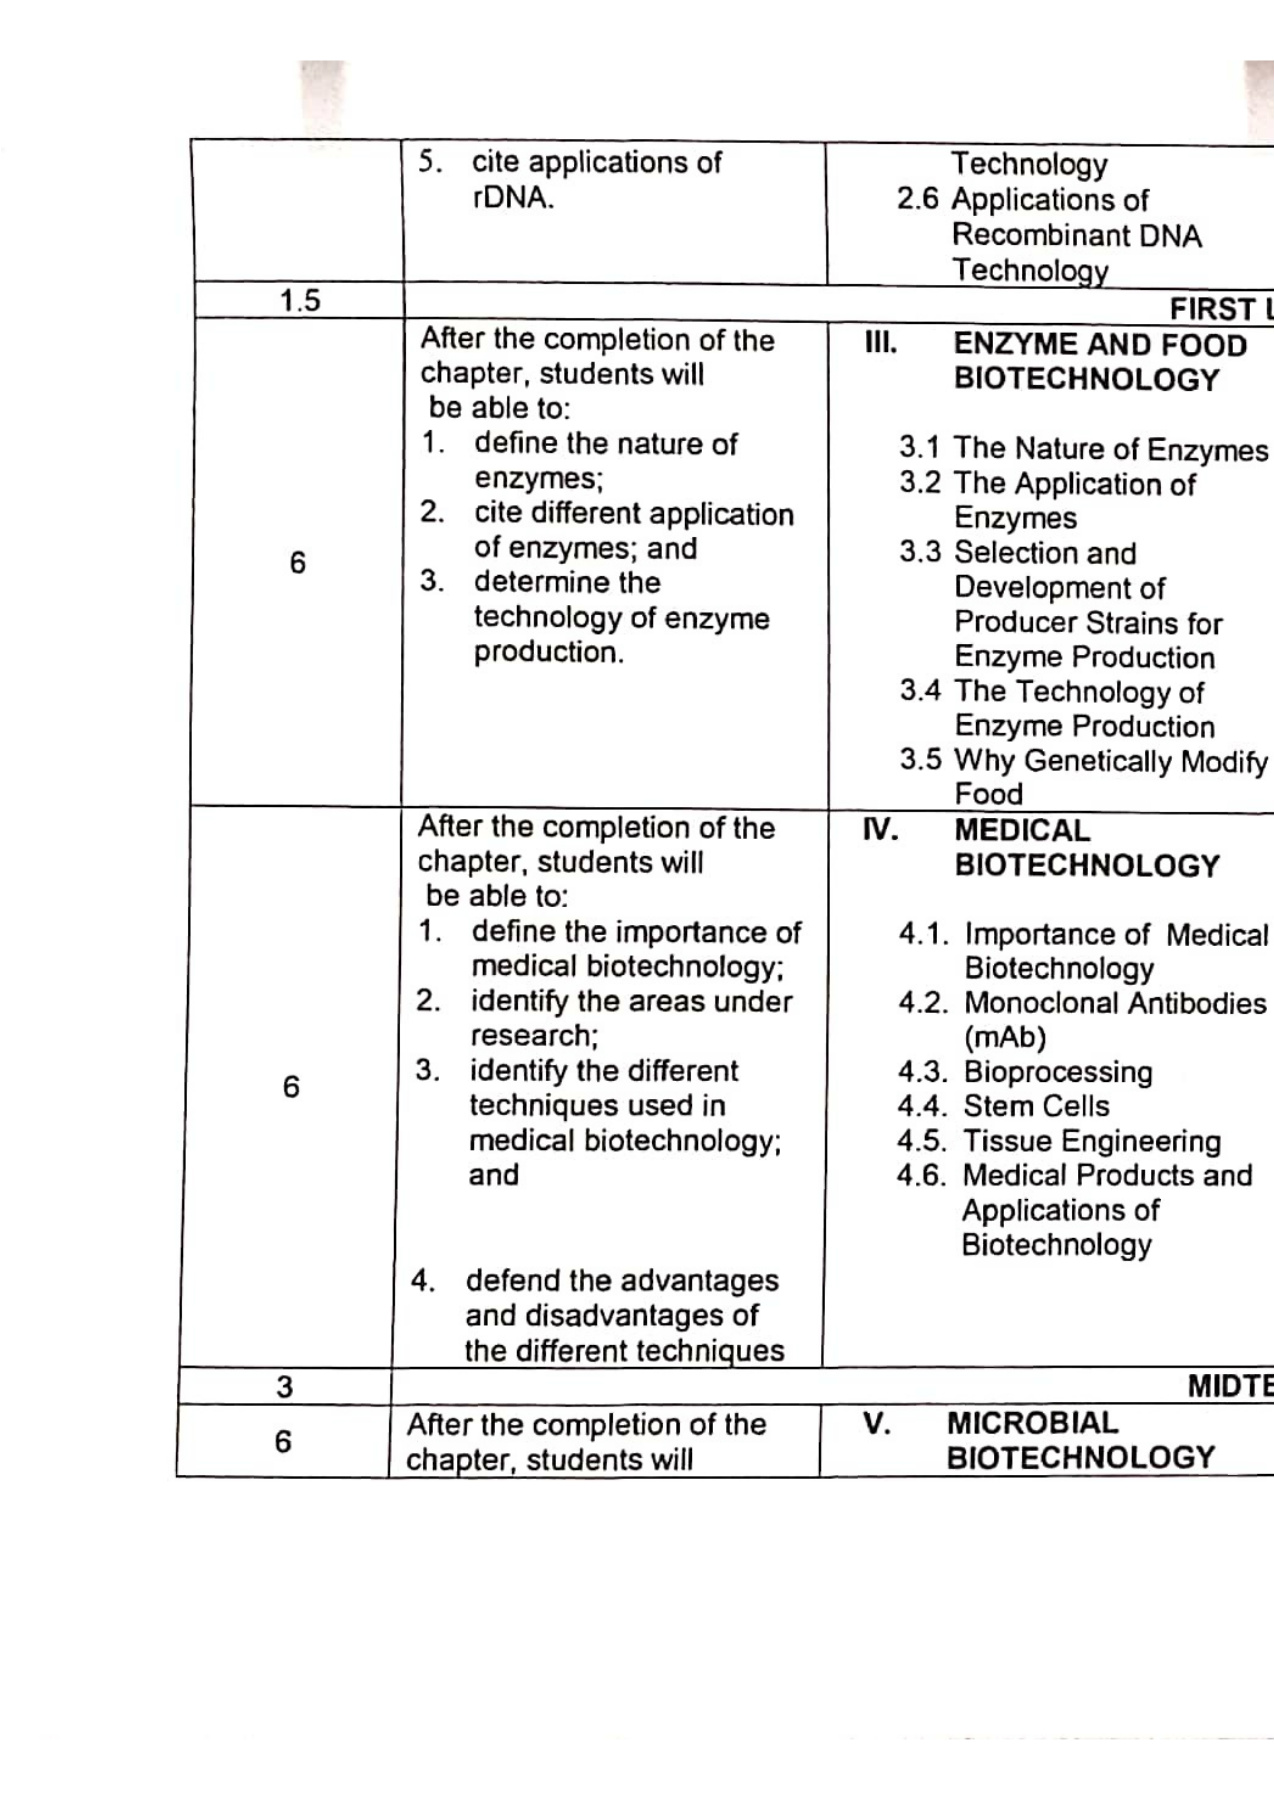 5. cite applications of
rDNA.
Technology
2.6 Applications of
Recombinant DNA
Technology
1.5
FIRST
6
After the completion of the
chapter, students will
be able to:
1. define the nature of
enzymes;
2. cite different application
of enzymes; and
3. determine the
technology of enzyme
production.
III. ENZYME AND FOOD
BIOTECHNOLOGY
3.1 The Nature of Enzymes
3.2 The Application of
Enzymes
3.3 Selection and
Development of
Producer Strains for
Enzyme Production
3.4 The Technology of
Enzyme Production
3.5 Why Genetically Modify
Food
6
After the completion of the
chapter, students will
be able to:
1. define the importance of
medical biotechnology;
2. identify the areas under
research;
3. identify the different
techniques used in
medical biotechnology;
and
4. defend the advantages
and disadvantages of
the different techniques
IV. MEDICAL
BIOTECHNOLOGY
4.1. Importance of Medical
Biotechnology
4.2. Monoclonal Antibodies
(mAb)
4.3. Bioprocessing
4.4. Stem Cells
4.5. Tissue Engineering
4.6. Medical Products and
Applications of
Biotechnology
3
MIDTE
6
After the completion of the
chapter, students will
V. MICROBIAL
BIOTECHNOLOGY